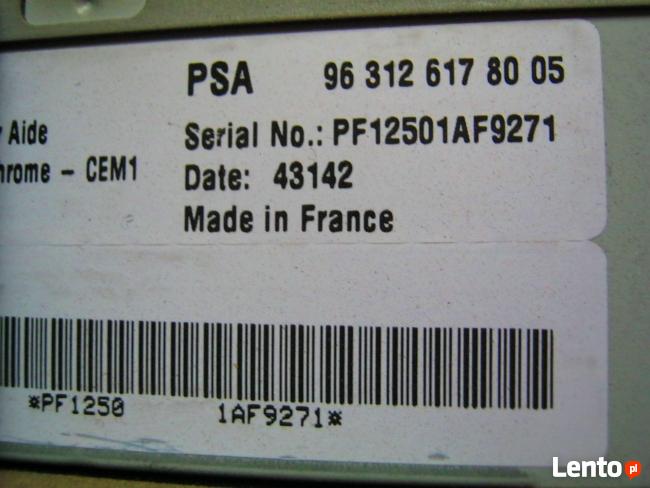 PSA 96 312 617 80 05
Aide
Serial No.: PF12501AF9271
- CEM1
Date: 43142
Made in France
*PF1250 1AF9271*
Lento pl